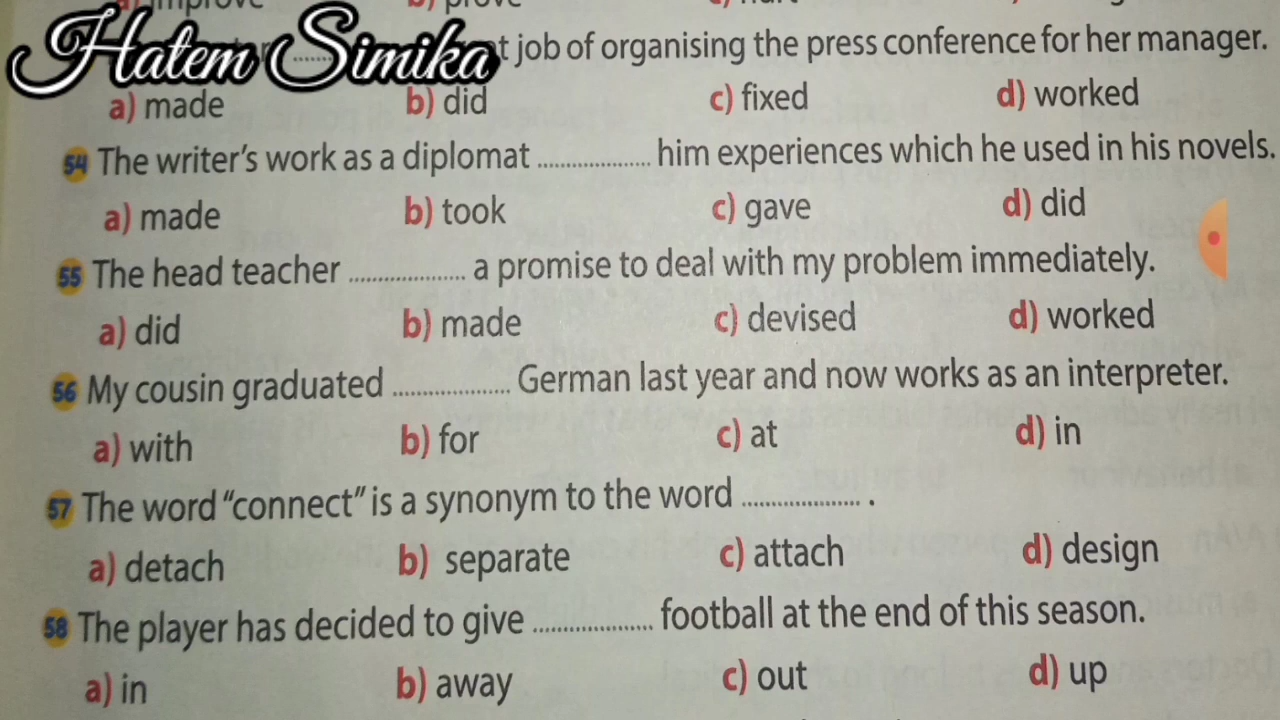 a) improve b) prove
Hatem Simika
job of organising the press conference for her manager.
a) made b) did c) fixed d) worked
54 The writer's work as a diplomat .................... him experiences which he used in his novels.
a) made b) took c) gave d) did
55 The head teacher .................... a promise to deal with my problem immediately.
a) did b) made c) devised d) worked
56 My cousin graduated .................... German last year and now works as an interpreter.
a) with b) for c) at d) in
57 The word "connect" is a synonym to the word .................... .
a) detach b) separate c) attach d) design
58 The player has decided to give .................... football at the end of this season.
a) in b) away c) out d) up